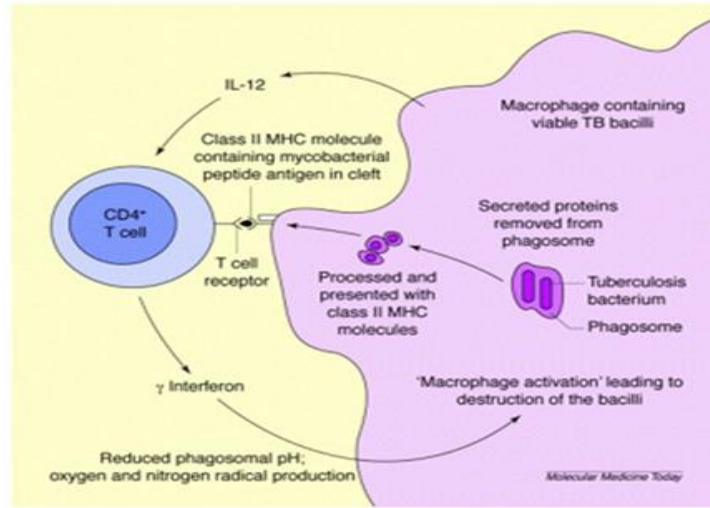 IL-12
Macrophage containing
viable TB bacilli
Class II MHC molecule
containing mycobacterial
peptide antigen in cleft
CD4+
T cell
T cell
receptor
Secreted proteins
removed from
phagosome
Processed and
presented with
class II MHC
molecules
Tuberculosis
bacterium
Phagosome
γ Interferon
'Macrophage activation' leading to
destruction of the bacilli
Reduced phagosomal pH;
oxygen and nitrogen radical production
Molecular Medicine Today